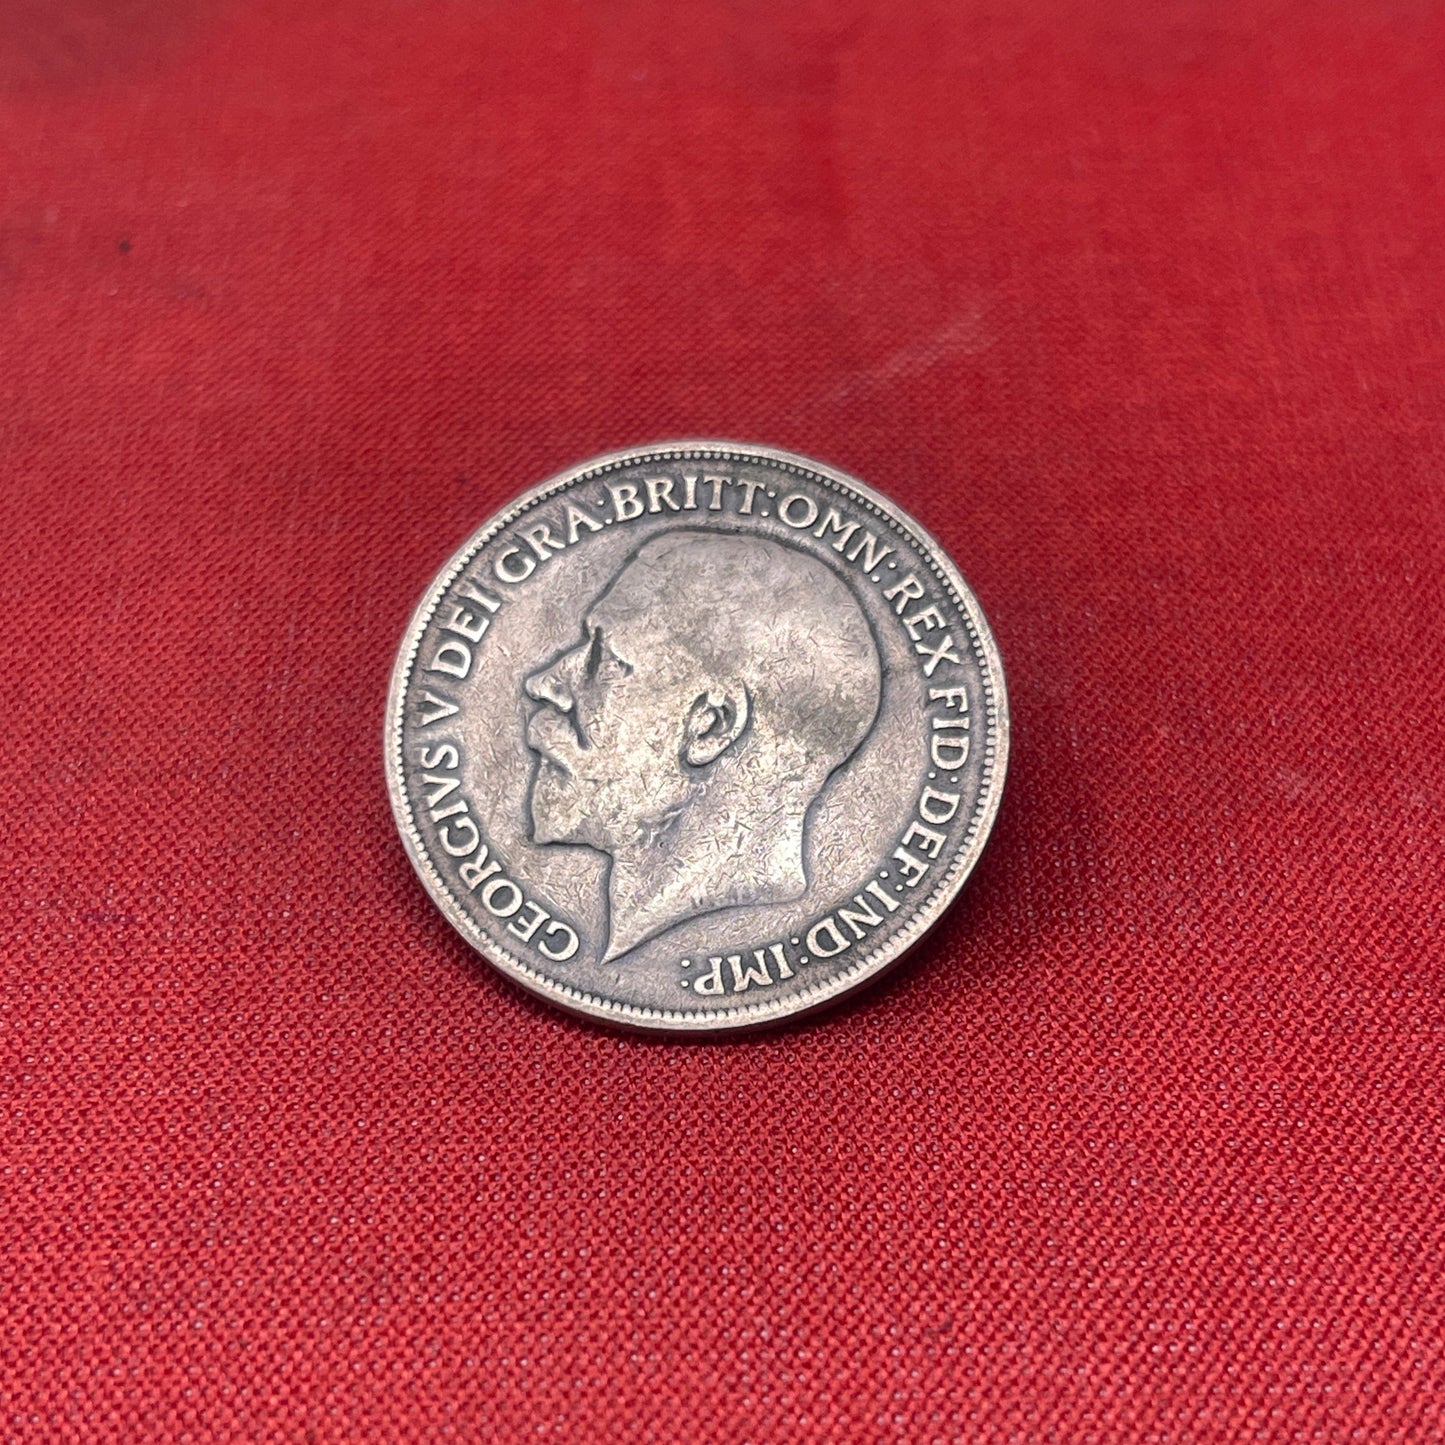 GEORGIVS V DEI GRA:BRITT:OMN:REX FID:DEF:IND:IMP: